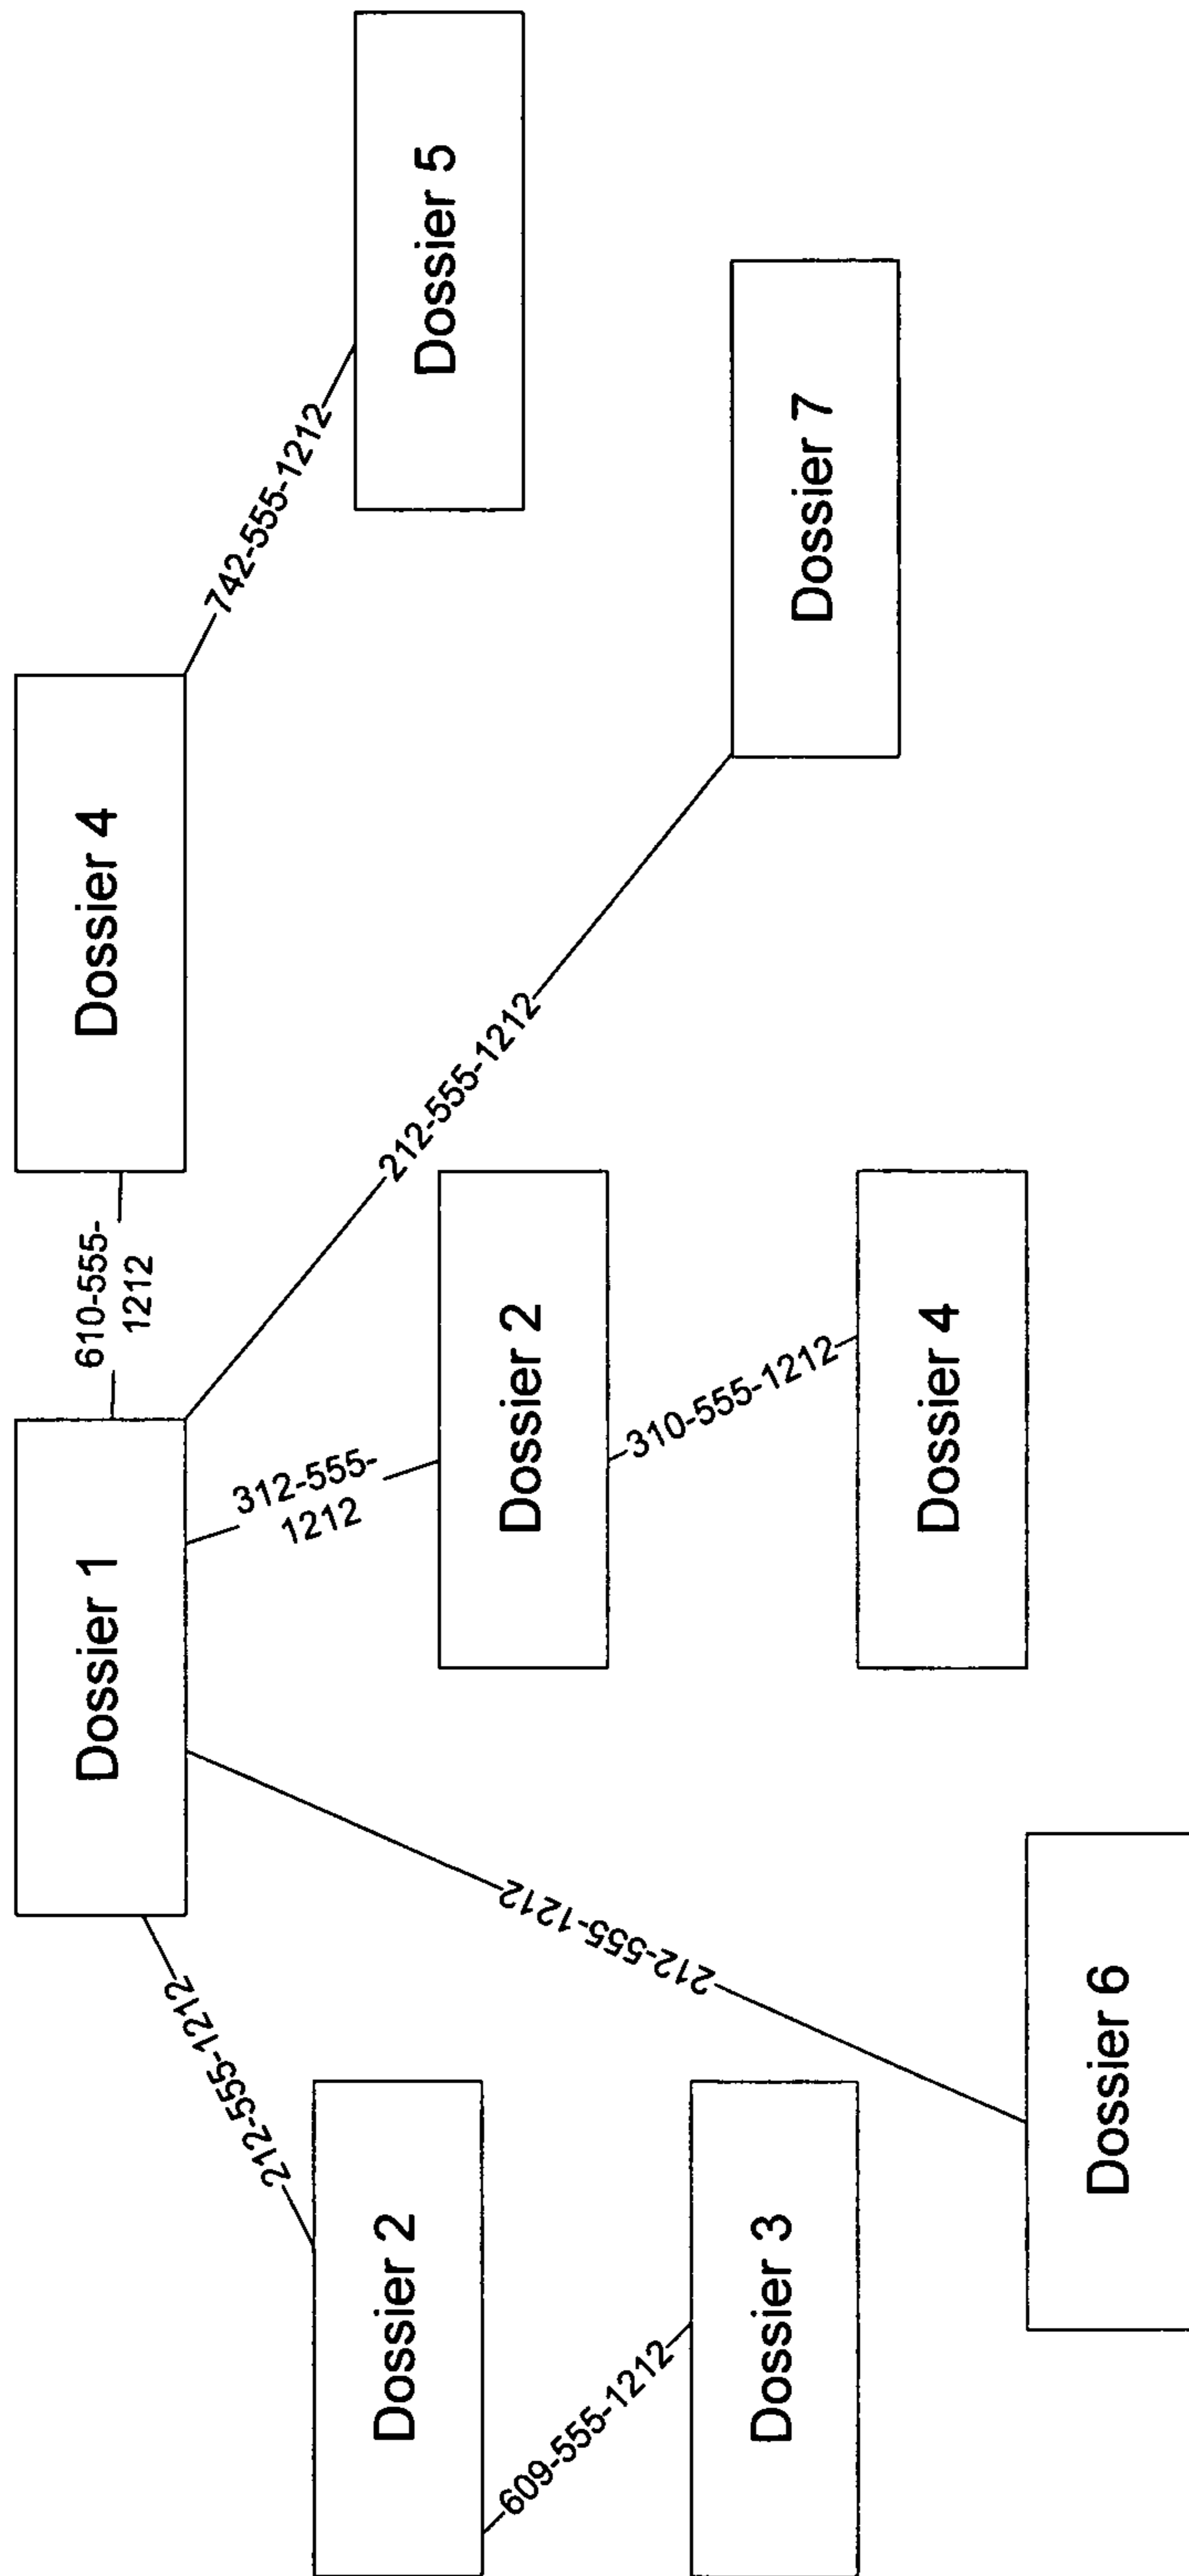 Dossier 1
610-555-
1212
Dossier 4
212-555-1212
312-555-
1212
742-555-1212
Dossier 2
Dossier 5
212-555-1212
Dossier 2
609-555-1212
212-555-1212
310-555-1212
Dossier 3
Dossier 7
Dossier 4
Dossier 6